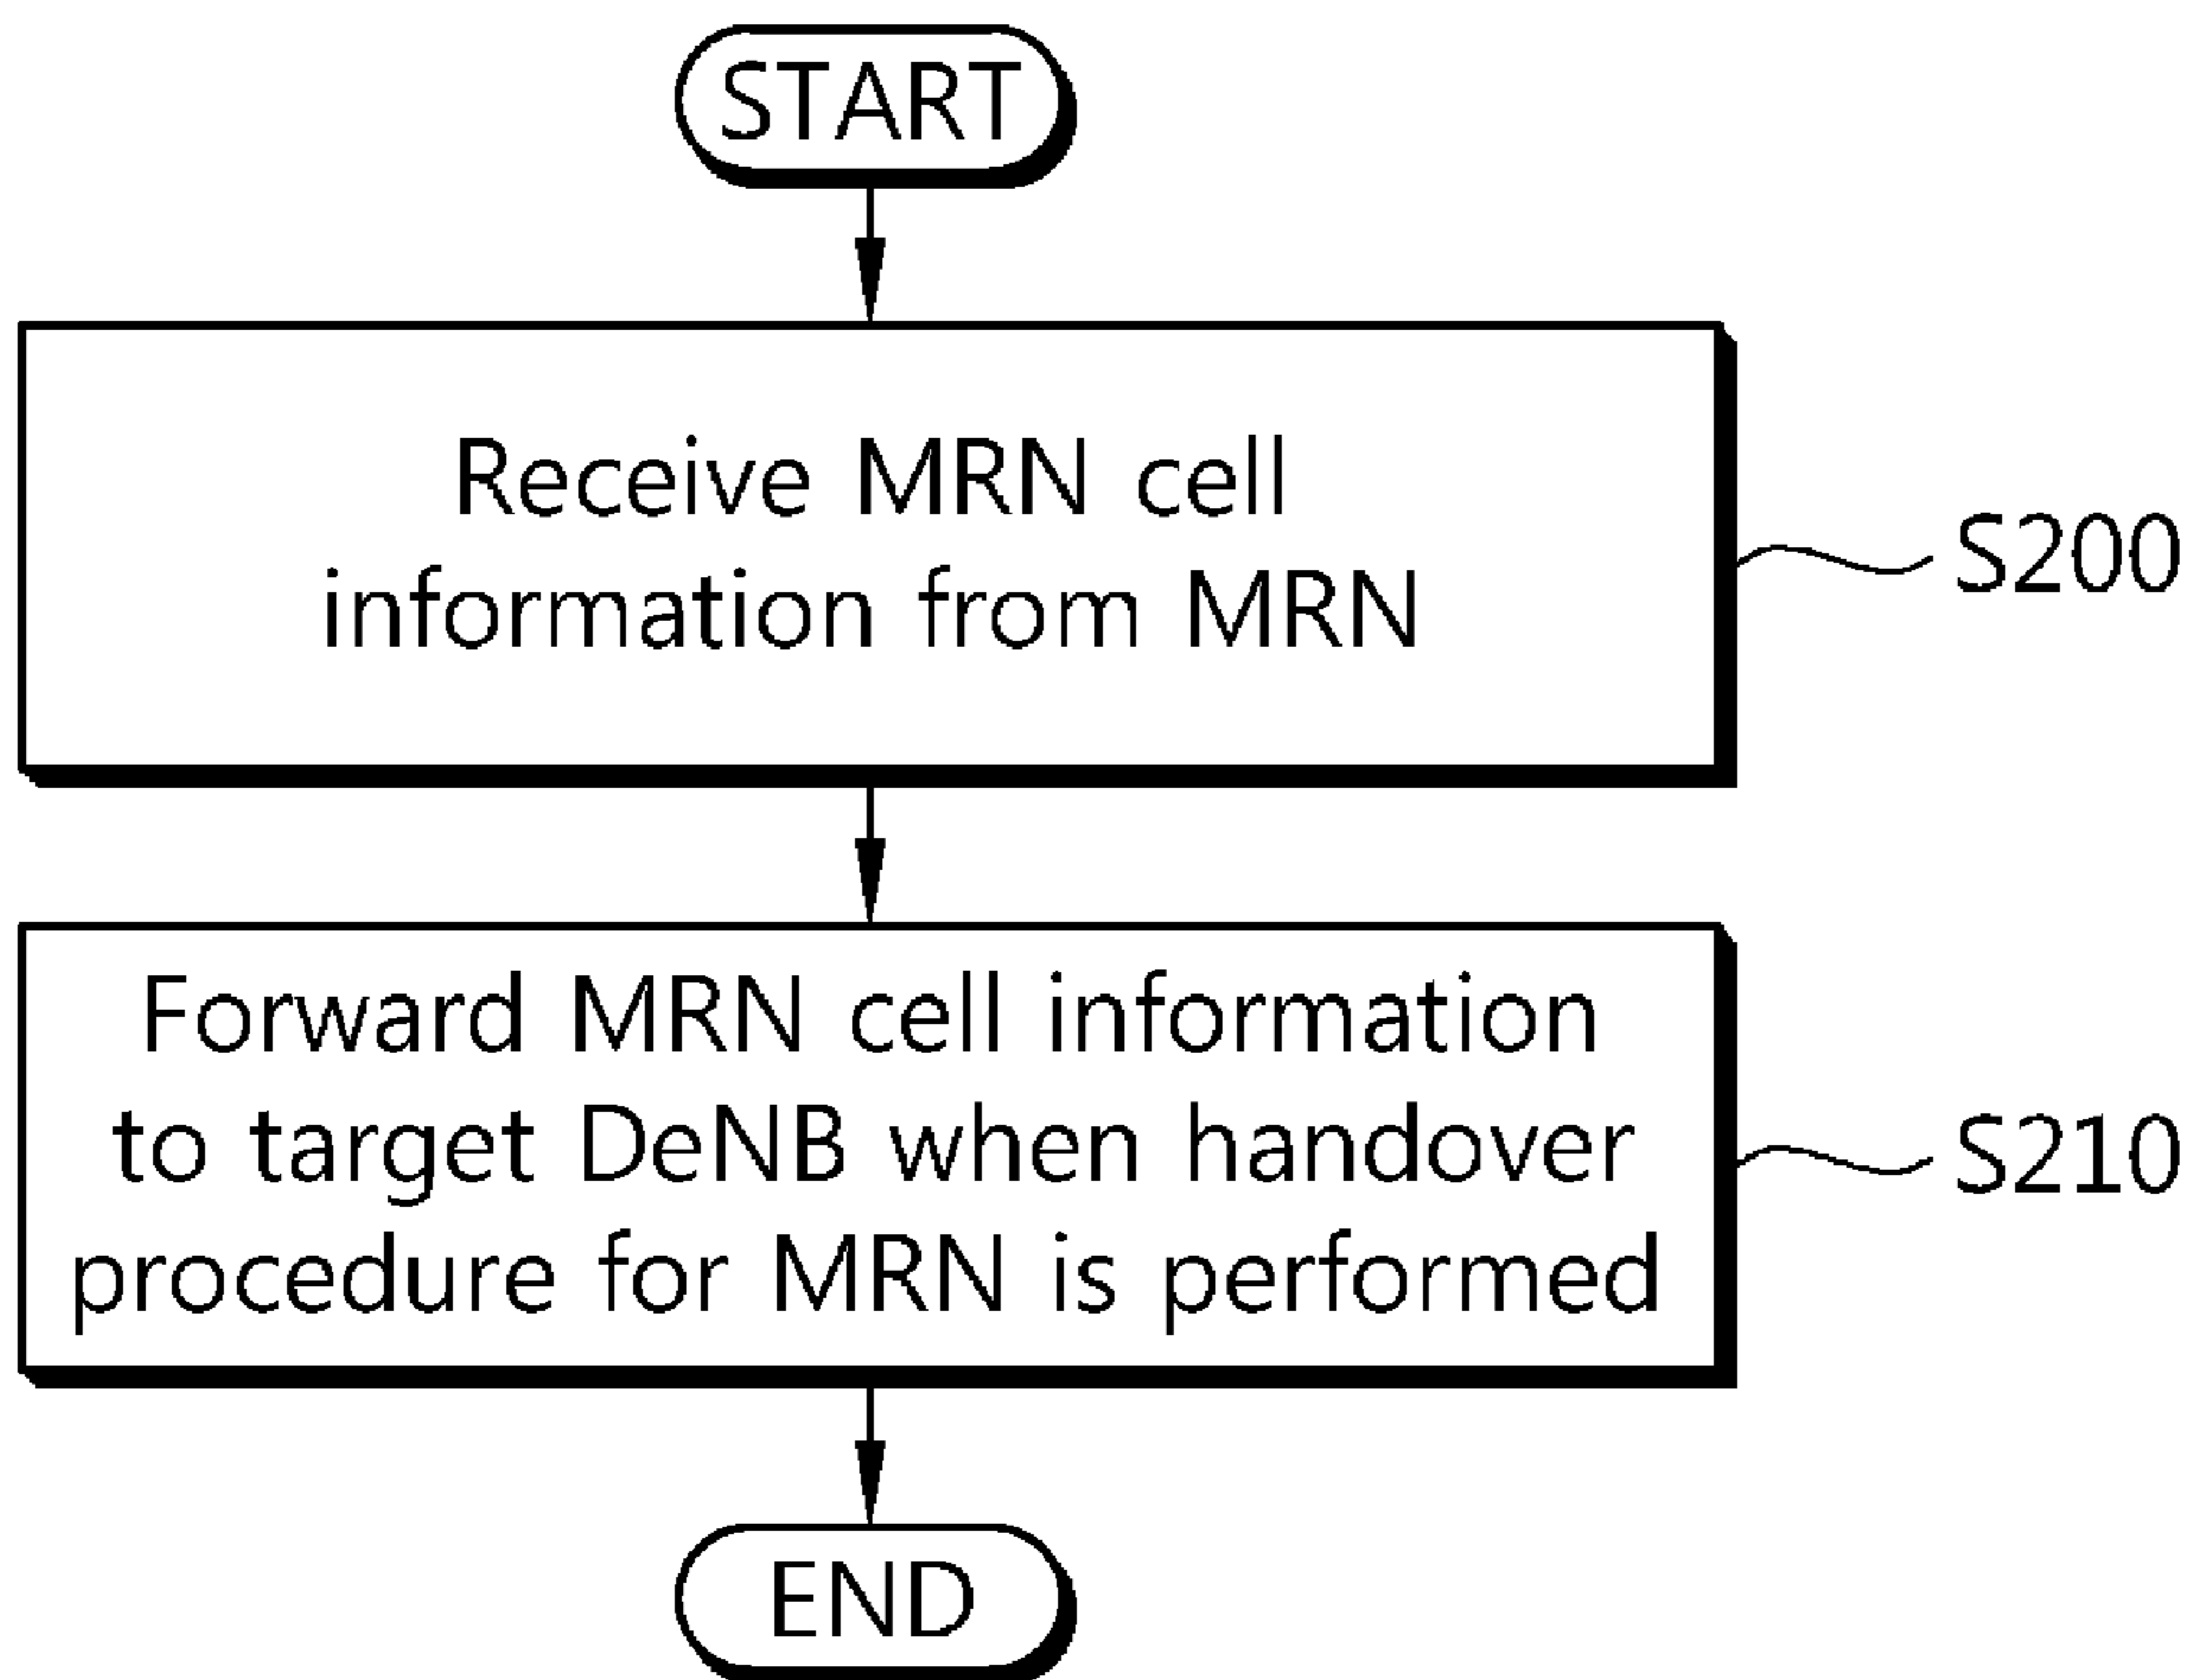 START
Receive MRN cell
information from MRN
S200
Forward MRN cell information
to target DeNB when handover
procedure for MRN is performed
S210
END